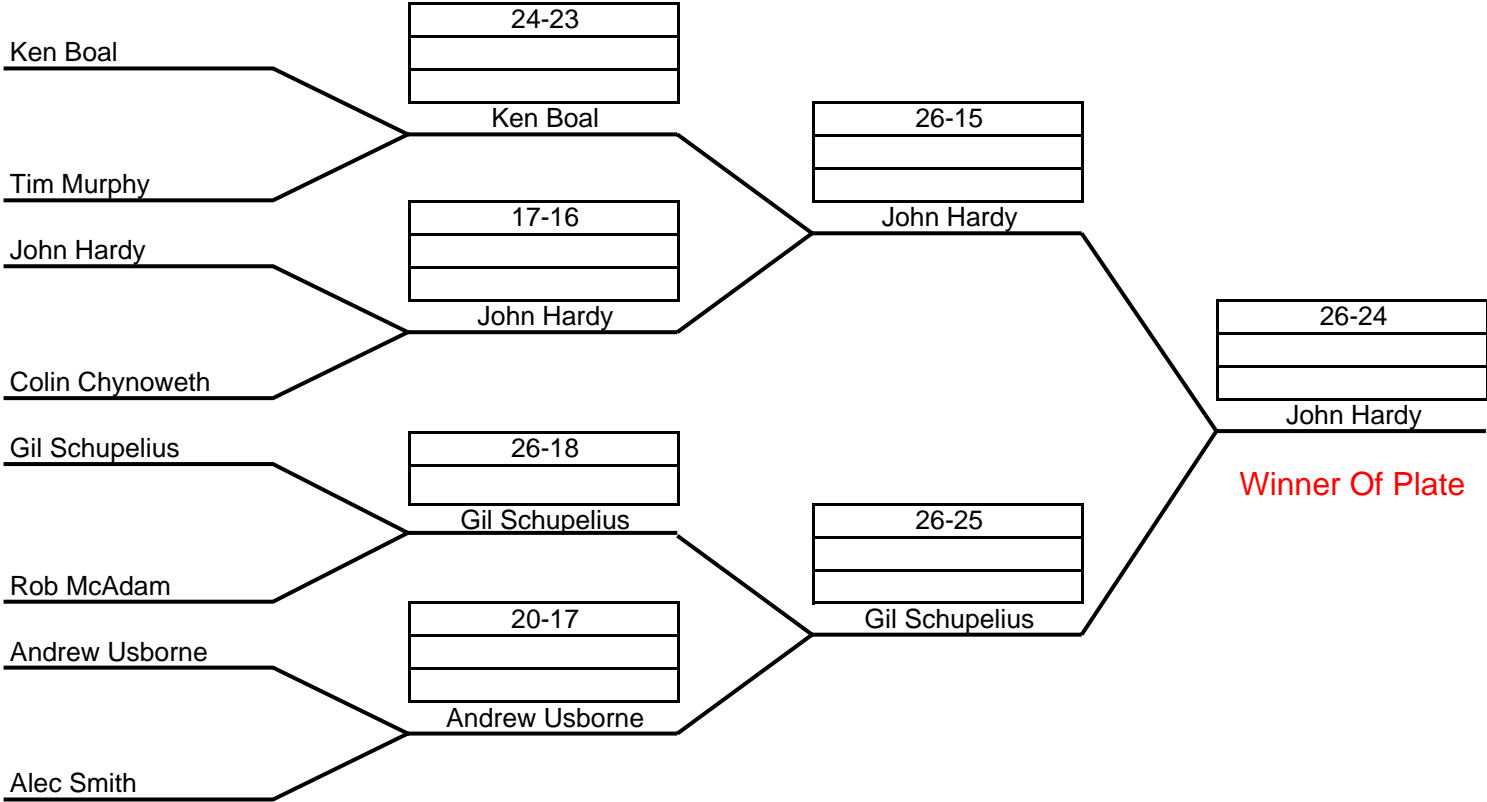 24-23
Ken Boal
Ken Boal
26-15
Tim Murphy
17-16
John Hardy
John Hardy
John Hardy
26-24
Colin Chynoweth
John Hardy
Gil Schupelius
26-18
Winner Of Plate
Gil Schupelius
26-25
Rob McAdam
20-17
Gil Schupelius
Andrew Usborne
Andrew Usborne
Alec Smith